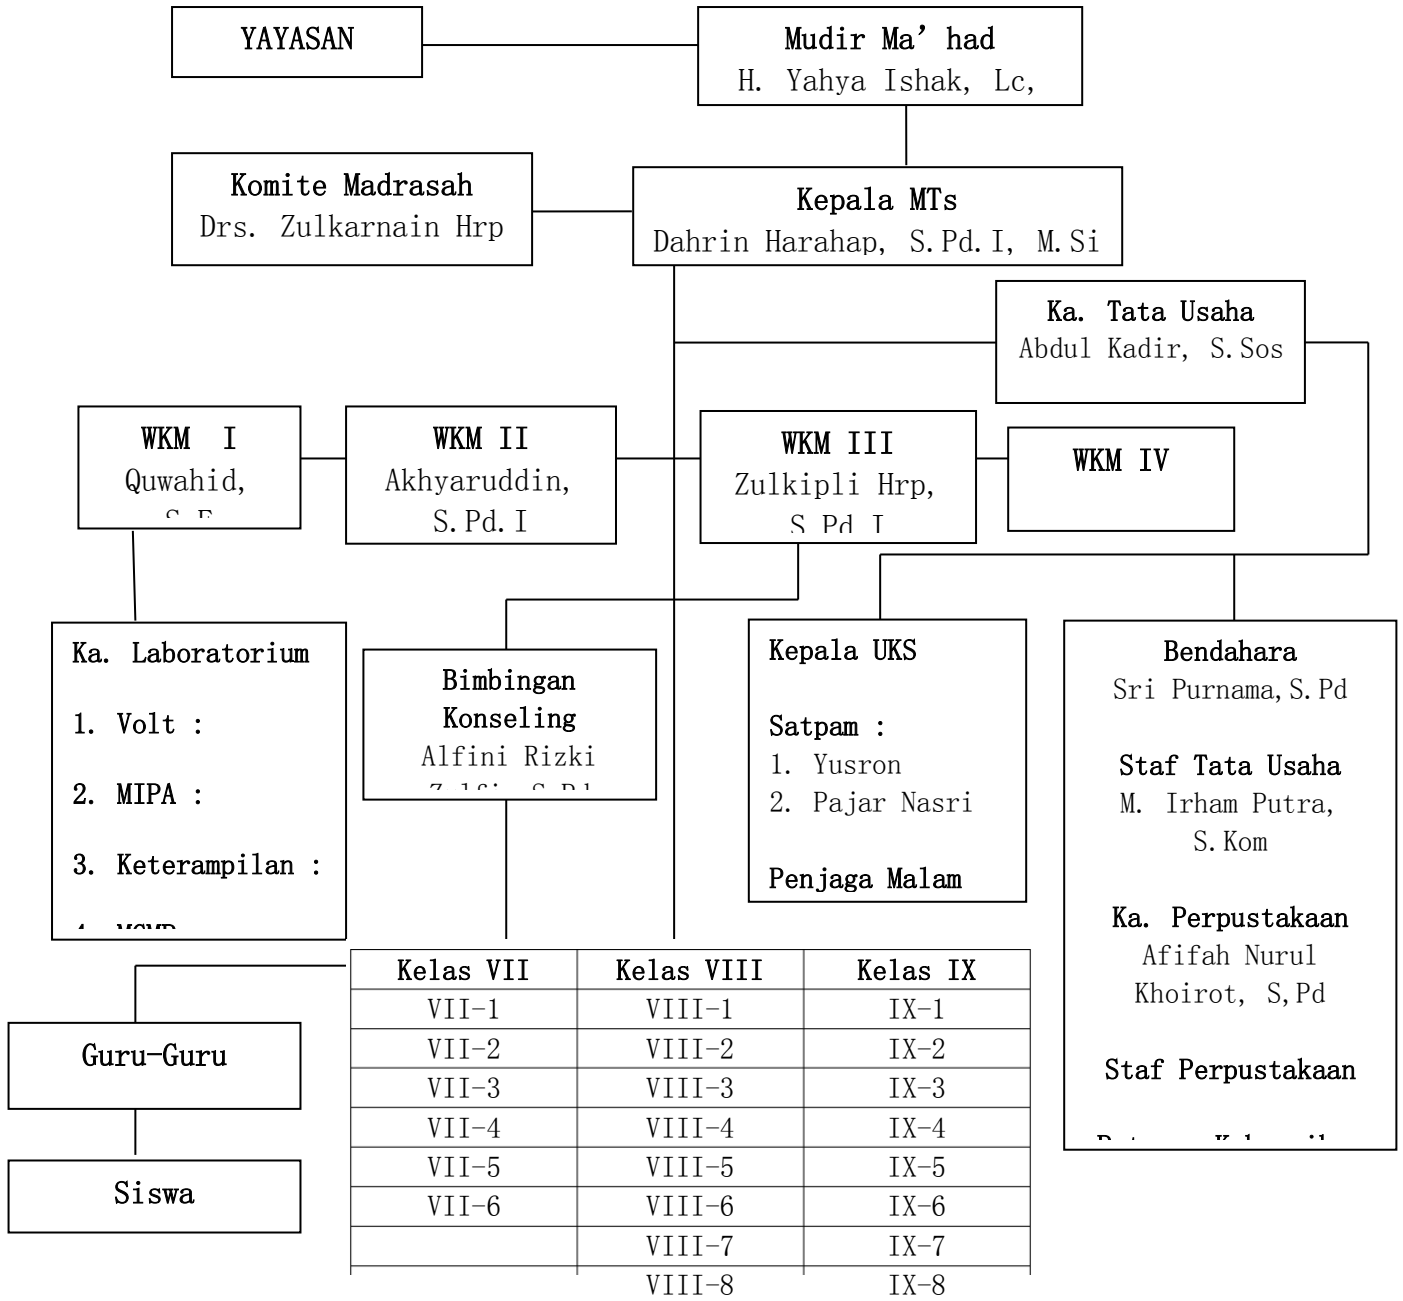 YAYASAN
Mudir Ma’had
H. Yahya Ishak, Lc,
Komite Madrasah
Drs. Zulkarnain Hrp
Kepala MTs
Dahrin Harahap, S.Pd.I, M.Si
Ka. Tata Usaha
Abdul Kadir, S.Sos
WKM I
Quwahid,
WKM II
Akhyaruddin,
S.Pd.I
WKM III
Zulkipli Hrp,
S.Pd.I
WKM IV
Ka. Laboratorium
1. Volt :
2. MIPA :
3. Keterampilan :
Bimbingan
Konseling
Alfini Rizki
Kepala UKS
Satpam :
1. Yusron
2. Pajar Nasri
Penjaga Malam
Bendahara
Sri Purnama,S.Pd
Staf Tata Usaha
M. Irham Putra,
S.Kom
Ka. Perpustakaan
Afifah Nurul
Khoirot, S,Pd
Staf Perpustakaan
Guru-Guru
Siswa
Kelas VII Kelas VIII Kelas IX
VII-1 VIII-1 IX-1
VII-2 VIII-2 IX-2
VII-3 VIII-3 IX-3
VII-4 VIII-4 IX-4
VII-5 VIII-5 IX-5
VII-6 VIII-6 IX-6
VIII-7 IX-7
VIII-8 IX-8